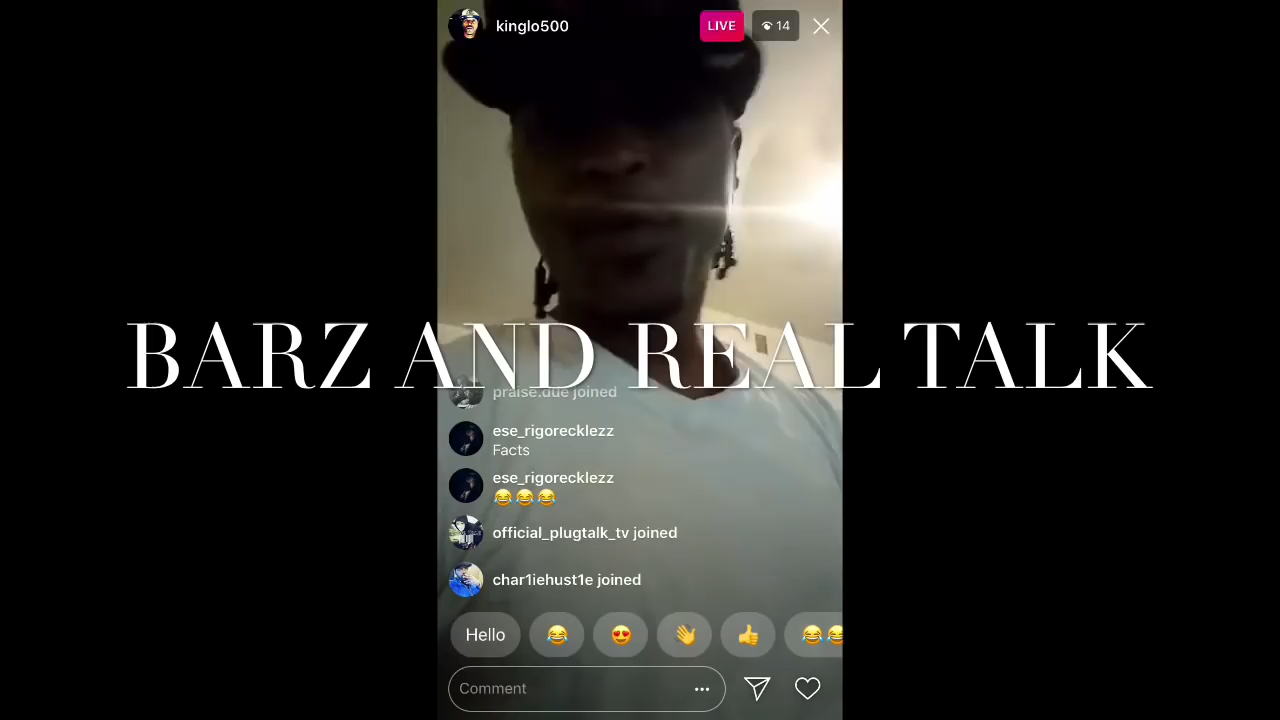 kinglo500
LIVE
14
BARZ AND REAL TALK
praise.due joined
ese_rigorecklezz
Facts
ese_rigorecklezz
😂😂😂
official_plugtalk_tv joined
char1iehust1e joined
Hello 😂 😍 👋 👍 😂😂
Comment